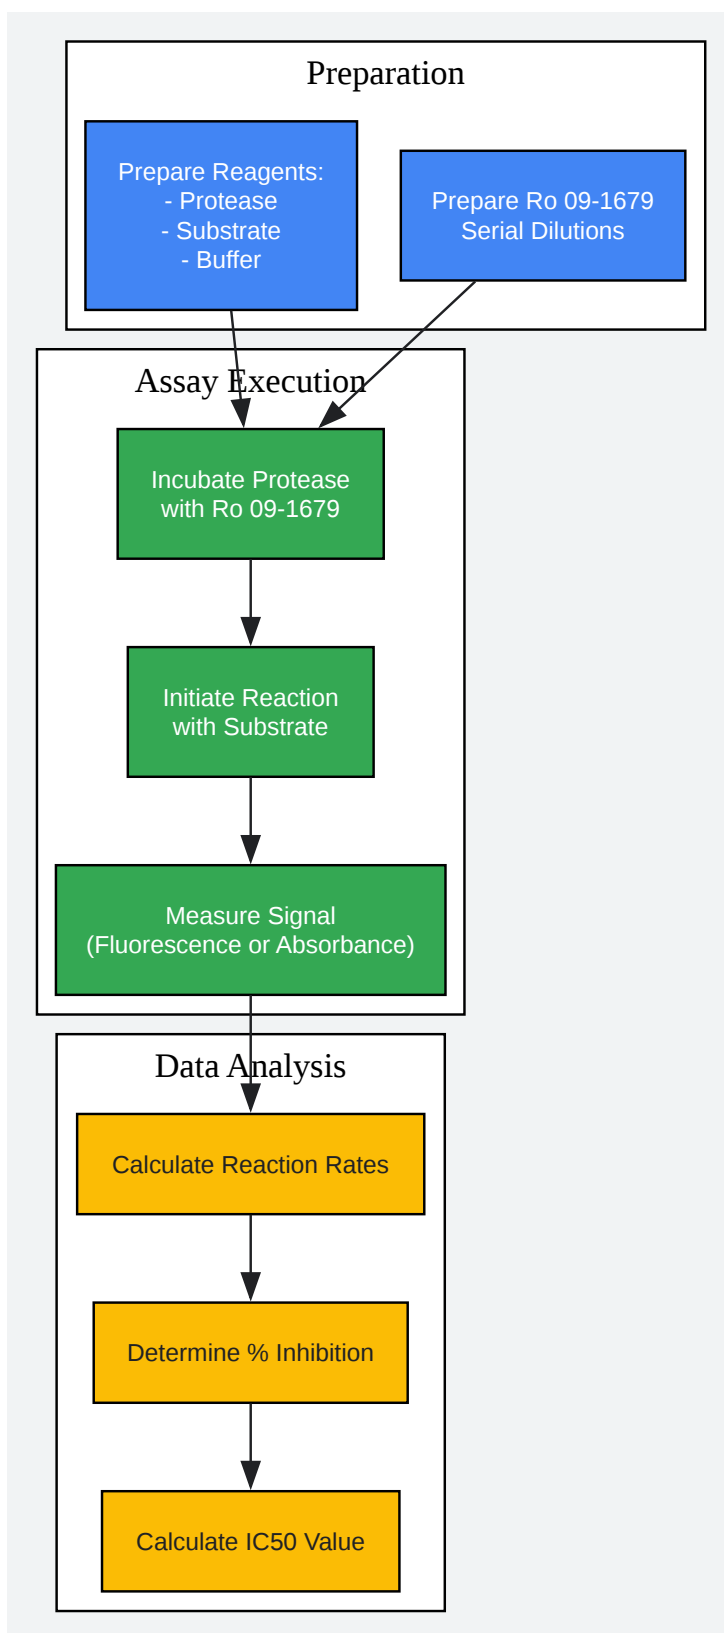 Preparation
Prepare Reagents:
- Protease
- Substrate
- Buffer
Prepare Ro 09-1679
Serial Dilutions
Assay Execution
Incubate Protease
with Ro 09-1679
Initiate Reaction
with Substrate
Measure Signal
(Fluorescence or Absorbance)
Data Analysis
Calculate Reaction Rates
Determine % Inhibition
Calculate IC50 Value